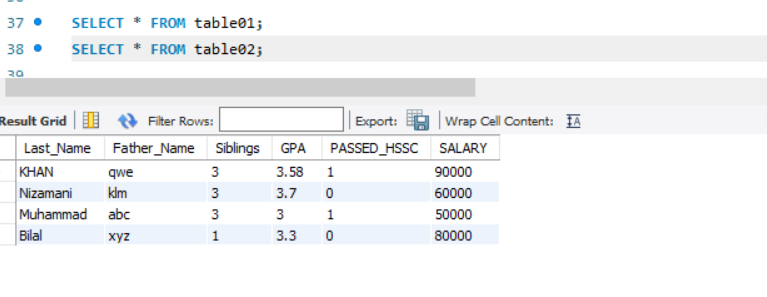 37 SELECT * FROM table01;
38 SELECT * FROM table02;
39
Result Grid Filter Rows: Export: Wrap Cell Content:
Last_Name Father_Name Siblings GPA PASSED_HSSC SALARY
KHAN qwe 3 3.58 1 90000
Nizamani klm 3 3.7 0 60000
Muhammad abc 3 3 1 50000
Bilal xyz 1 3.3 0 80000